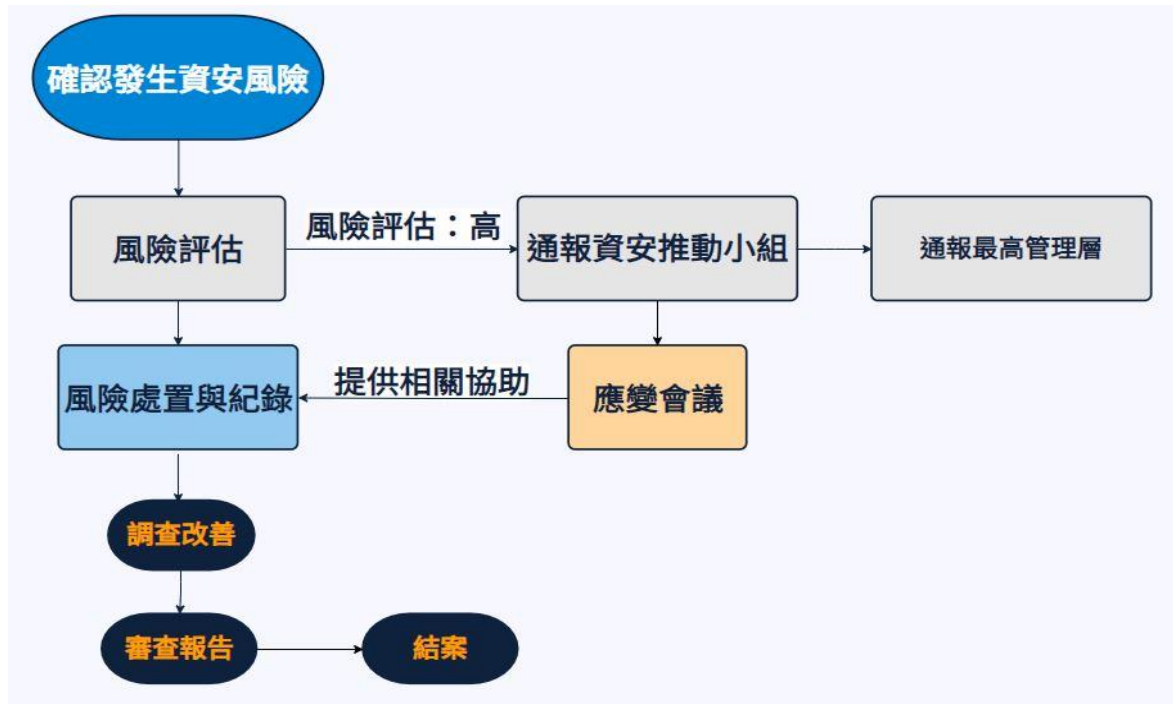 確認發生資安風險
風險評估
風險評估：高
通報資安推動小組
通報最高管理層
風險處置與紀錄
提供相關協助
應變會議
調查改善
審查報告
結案